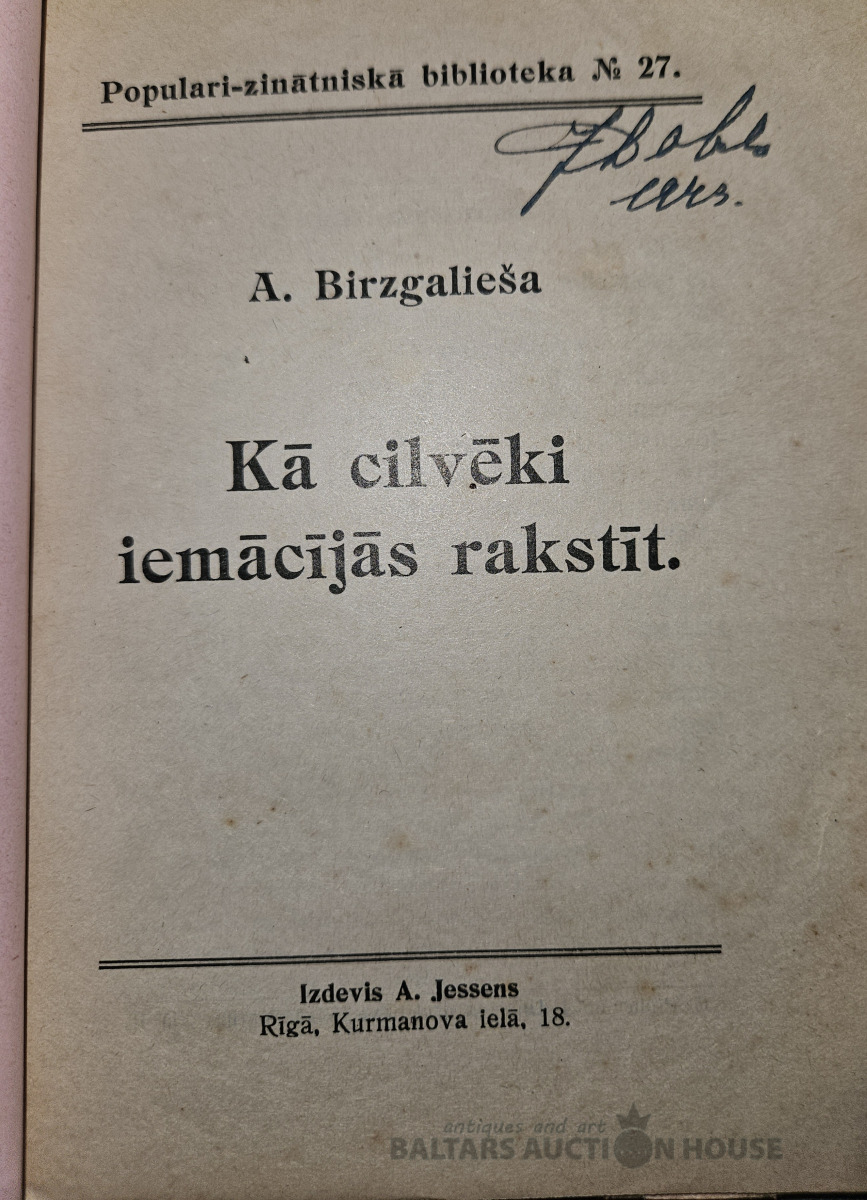 Populari-zinātniskā biblioteka № 27.
A. Birzgalieša
Kā cilvēki
iemācījās rakstīt.
Izdevis A. Jessens
Rīgā, Kurmanova ielā, 18.
antiques and art
BALTARS AUCTION HOUSE